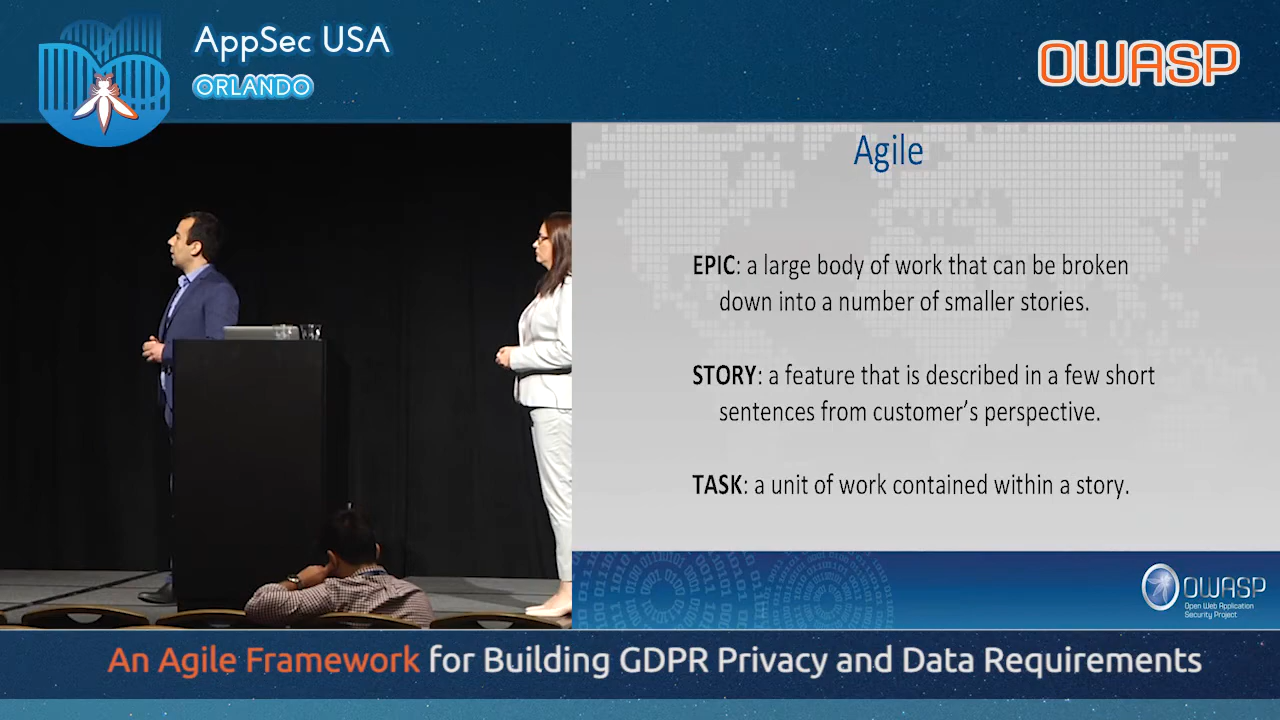 AppSec USA
ORLANDO
OWASP
Agile
EPIC: a large body of work that can be broken
down into a number of smaller stories.
STORY: a feature that is described in a few short
sentences from customer's perspective.
TASK: a unit of work contained within a story.
OWASP
Open Web Application
Security Project
An Agile Framework for Building GDPR Privacy and Data Requirements